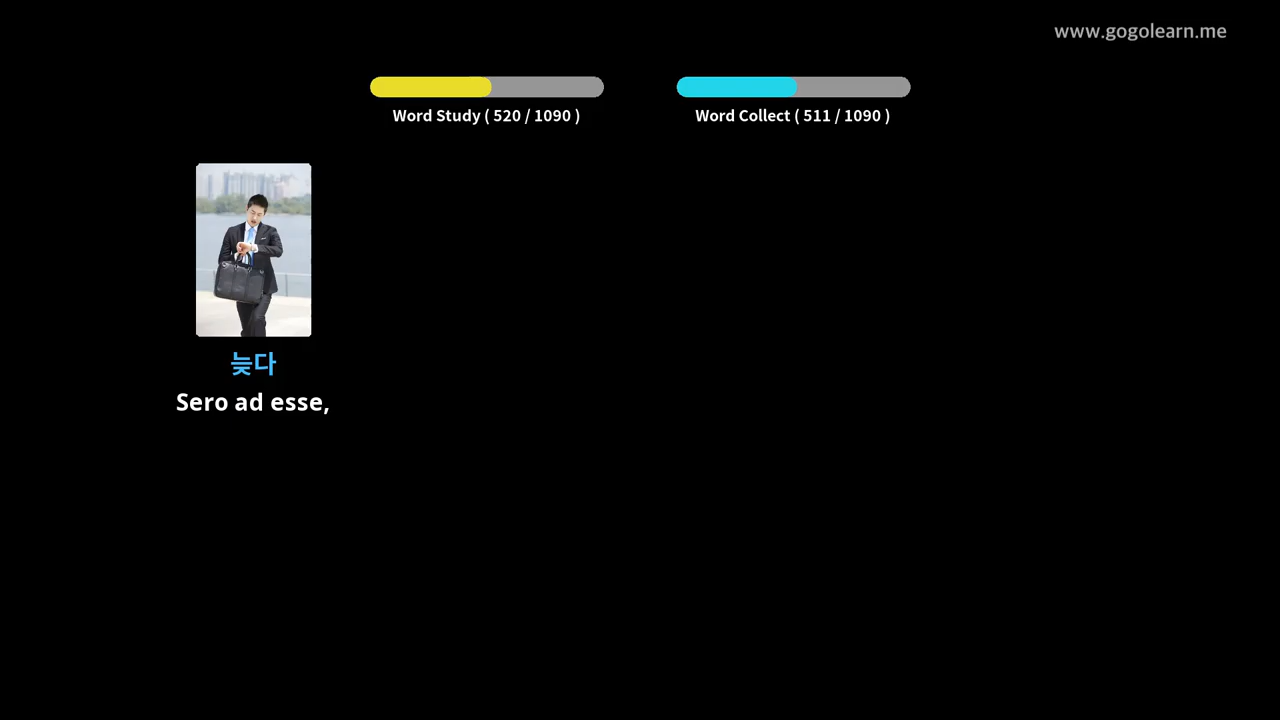 www.gogolearn.me
Word Study ( 520 / 1090 )
Word Collect ( 511 / 1090 )
늦다
Sero ad esse,